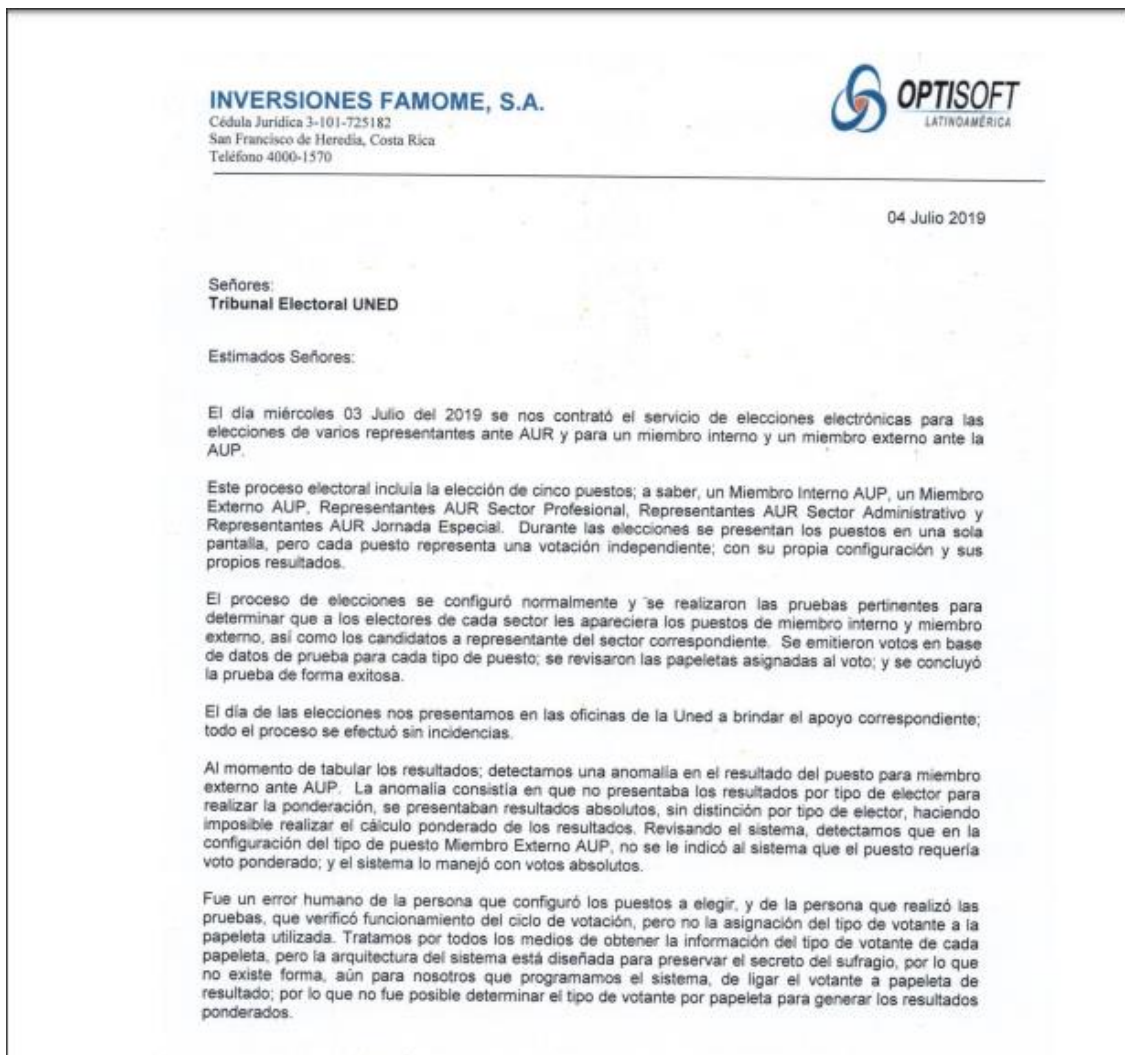 INVERSIONES FAMOME, S.A.
Cédula Jurídica 3-101-725182
San Francisco de Heredia, Costa Rica
Teléfono 4000-1570
OPTISOFT
LATINOAMÉRICA
04 Julio 2019
Señores:
Tribunal Electoral UNED
Estimados Señores:
El día miércoles 03 Julio del 2019 se nos contrató el servicio de elecciones electrónicas para las
elecciones de varios representantes ante AUR y para un miembro interno y un miembro externo ante la
AUP.
Este proceso electoral incluía la elección de cinco puestos; a saber, un Miembro Interno AUP, un Miembro
Externo AUP, Representantes AUR Sector Profesional, Representantes AUR Sector Administrativo y
Representantes AUR Jornada Especial. Durante las elecciones se presentan los puestos en una sola
pantalla, pero cada puesto representa una votación independiente; con su propia configuración y sus
propios resultados.
El proceso de elecciones se configuró normalmente y se realizaron las pruebas pertinentes para
determinar que a los electores de cada sector les apareciera los puestos de miembro interno y miembro
externo, así como los candidatos a representante del sector correspondiente. Se emitieron votos en base
de datos de prueba para cada tipo de puesto; se revisaron las papeletas asignadas al voto; y se concluyó
la prueba de forma exitosa.
El día de las elecciones nos presentamos en las oficinas de la Uned a brindar el apoyo correspondiente;
todo el proceso se efectuó sin incidencias.
Al momento de tabular los resultados; detectamos una anomalía en el resultado del puesto para miembro
externo ante AUP. La anomalía consistía en que no presentaba los resultados por tipo de elector para
realizar la ponderación, se presentaban resultados absolutos, sin distinción por tipo de elector, haciendo
imposible realizar el cálculo ponderado de los resultados. Revisando el sistema, detectamos que en la
configuración del tipo de puesto Miembro Externo AUP, no se le indicó al sistema que el puesto requería
voto ponderado; y el sistema lo manejó con votos absolutos.
Fue un error humano de la persona que configuró los puestos a elegir, y de la persona que realizó las
pruebas, que verificó funcionamiento del ciclo de votación, pero no la asignación del tipo de votante a la
papeleta utilizada. Tratamos por todos los medios de obtener la información del tipo de votante de cada
papeleta, pero la arquitectura del sistema está diseñada para preservar el secreto del sufragio, por lo que
no existe forma, aún para nosotros que programamos el sistema, de ligar el votante a papeleta de
resultado; por lo que no fue posible determinar el tipo de votante por papeleta para generar los resultados
ponderados.